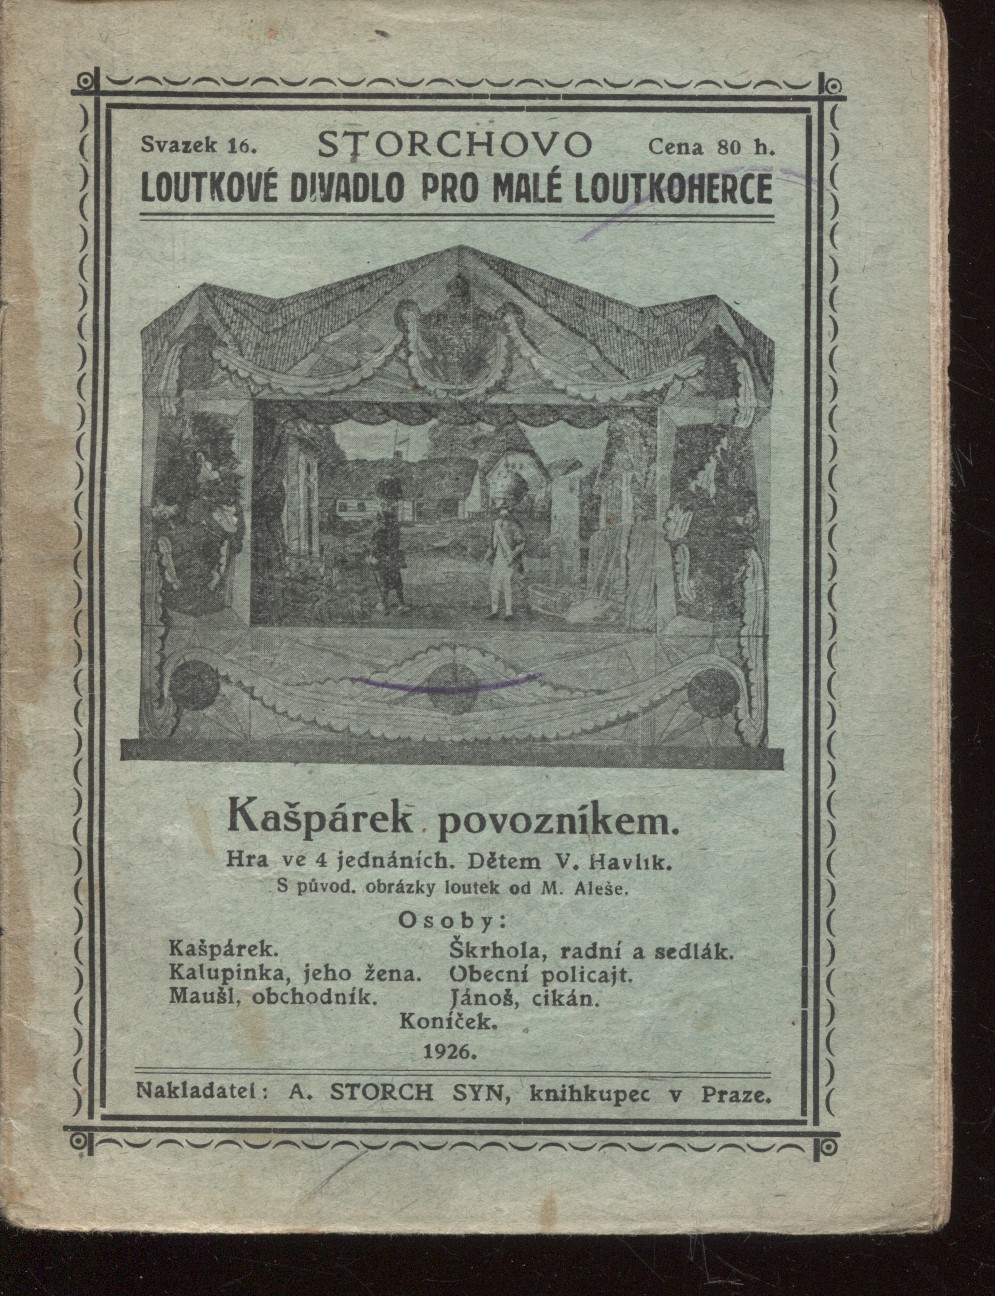 Svazek 16. STORCHOVO Cena 80 h.
LOUTKOVÉ DIVADLO PRO MALÉ LOUTKOHERCE
Kašpárek povozníkem.
Hra ve 4 jednáních. Dětem V. Havlík.
S původ. obrázky loutek od M. Aleše.
Osoby:
Kašpárek. Škrhola, radní a sedlák.
Kalupinka, jeho žena. Obecní policajt.
Maušl, obchodník. Jánoš, cikán.
Koníček.
1926.
Nakladatel: A. STORCH SYN, knihkupec v Praze.